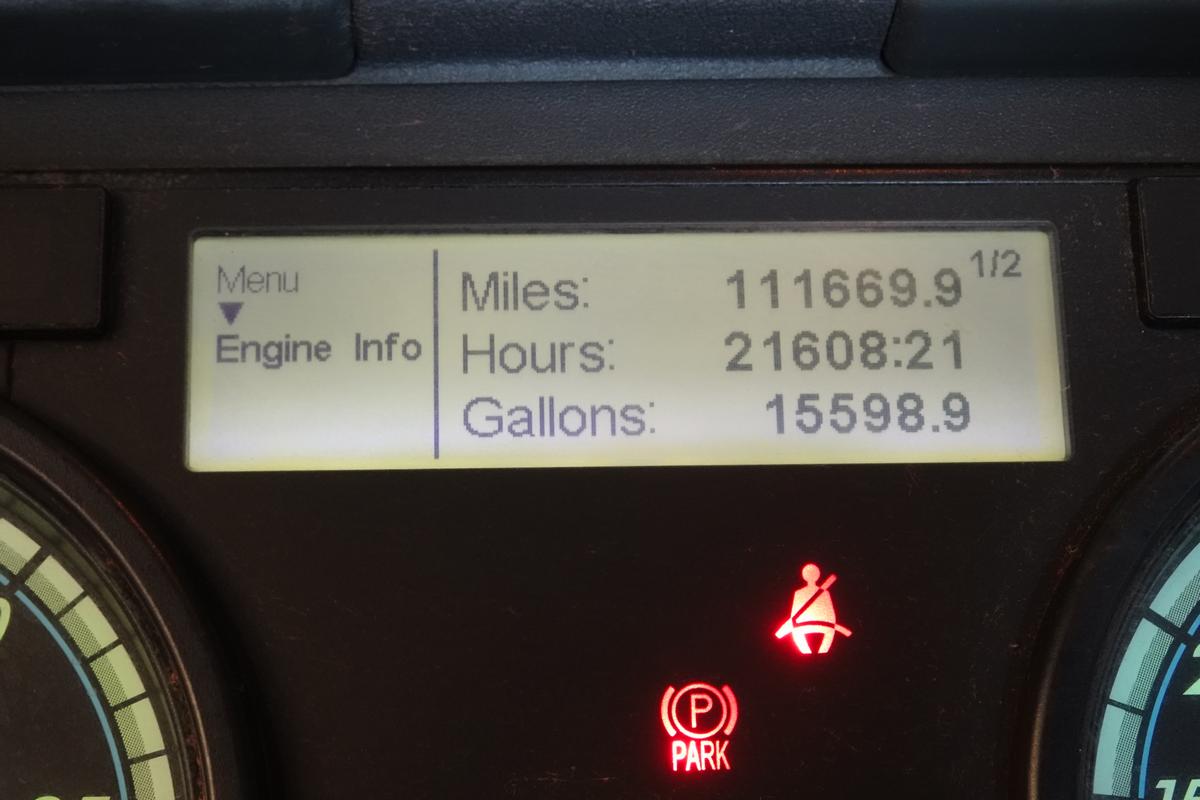 Menu
Engine Info
1/2
Miles: 111669.9
Hours: 21608:21
Gallons: 15598.9
P
PARK